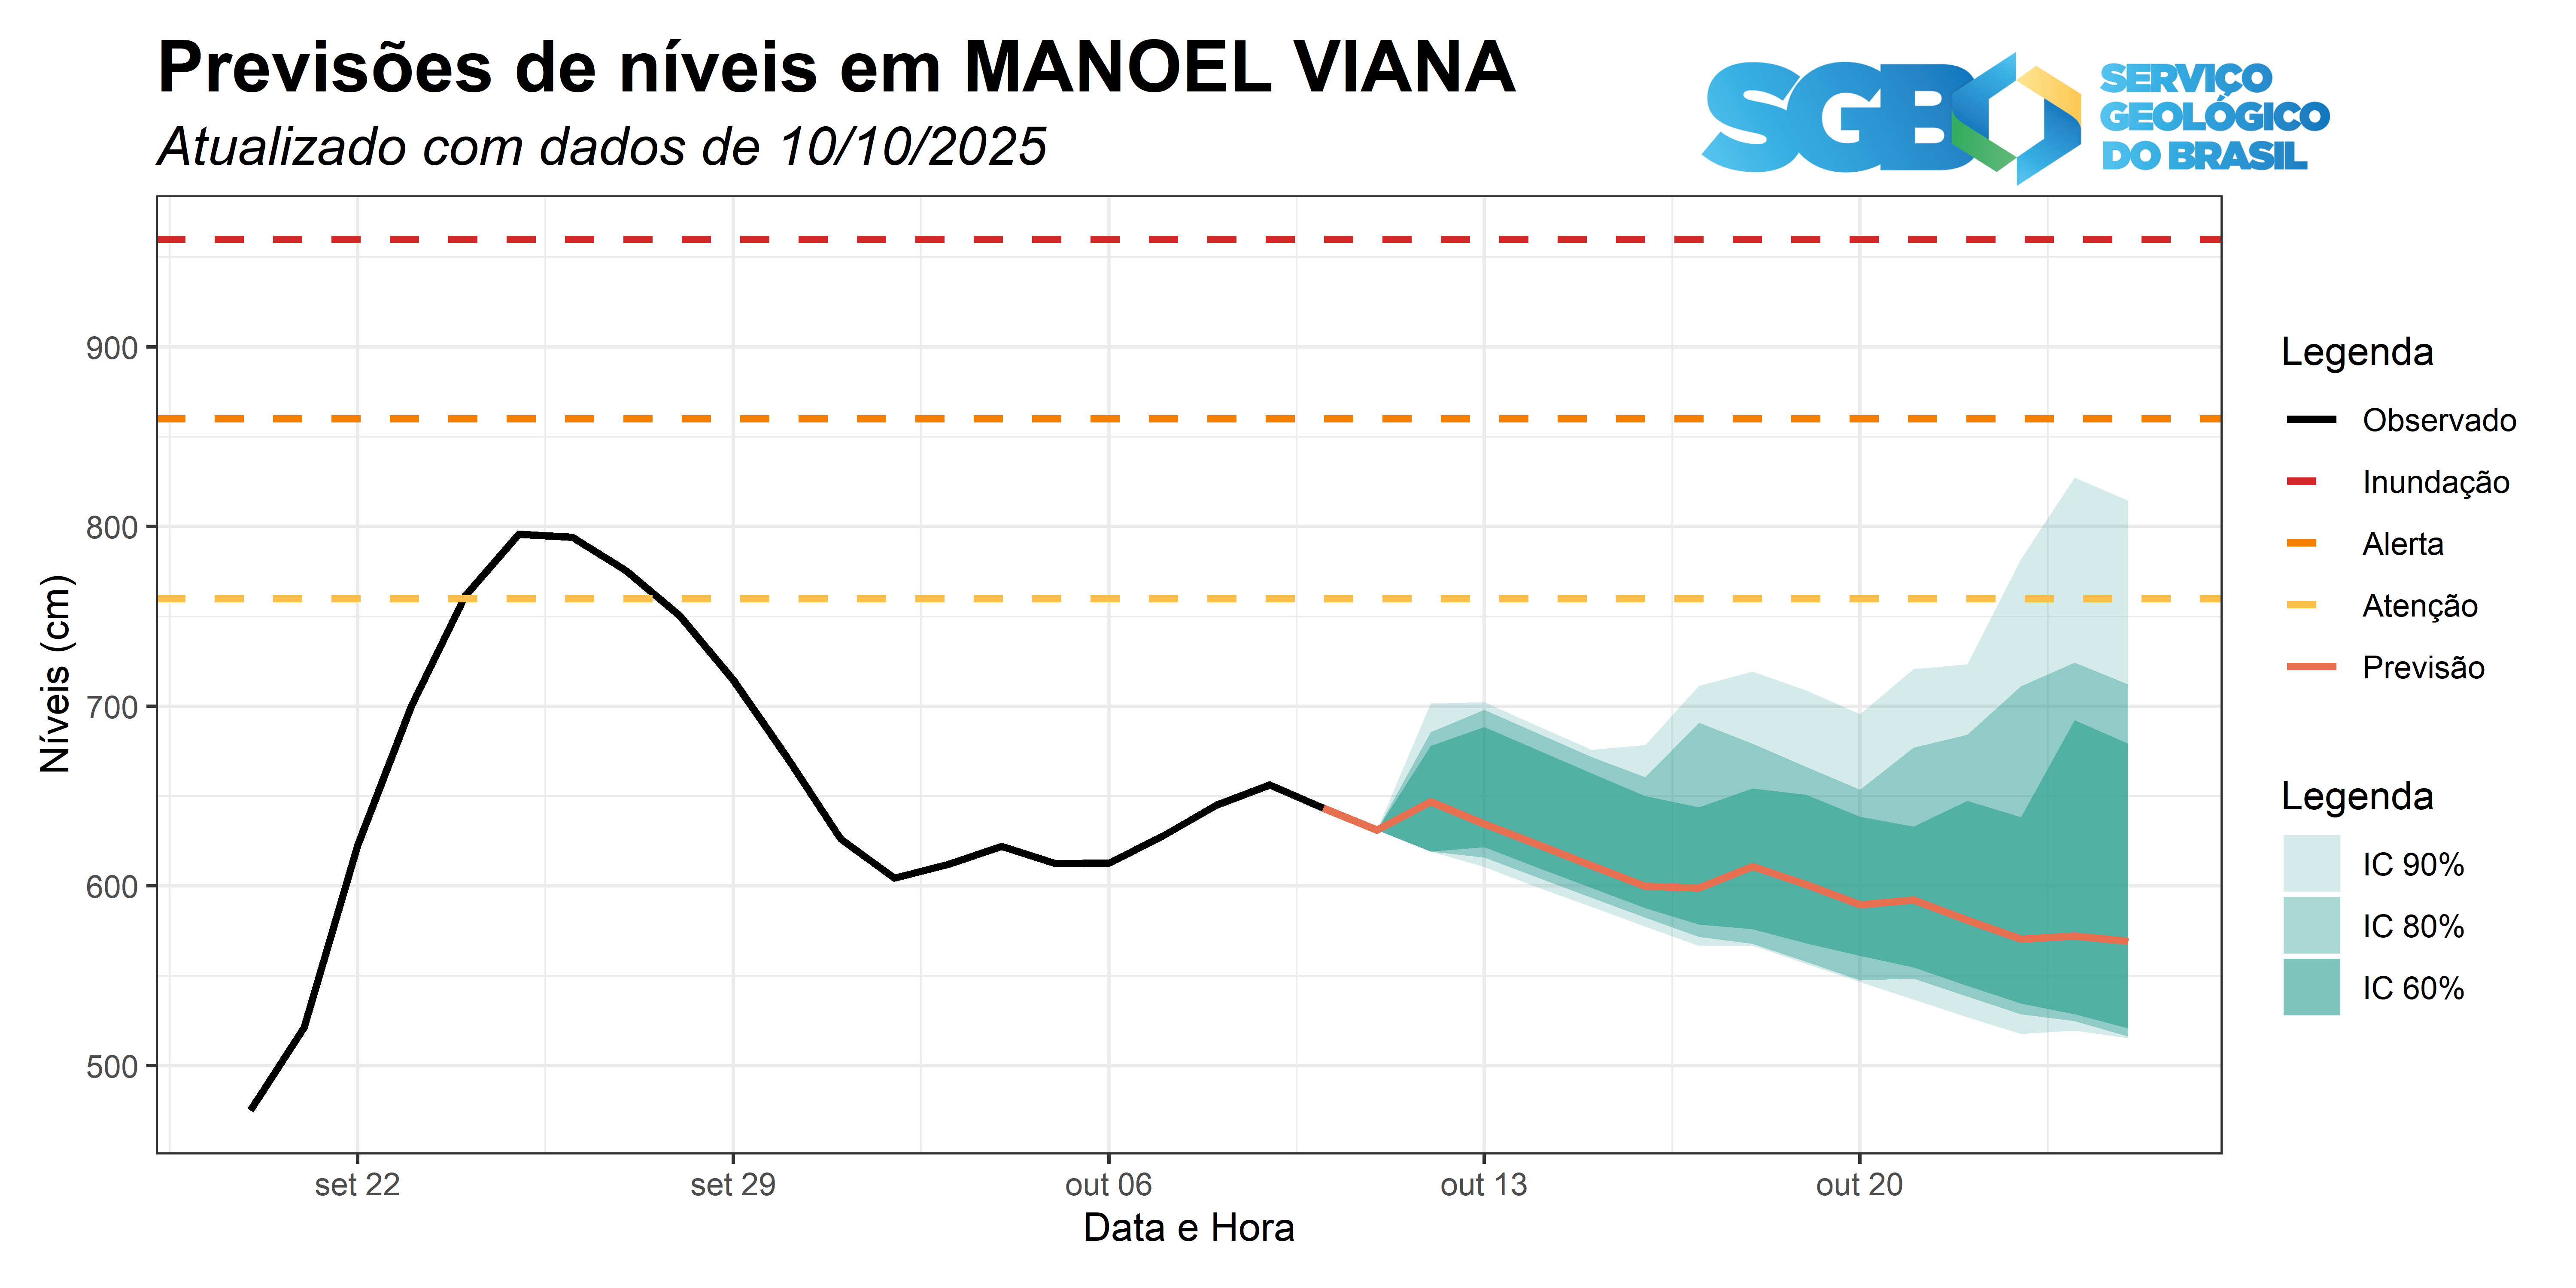 Previsões de níveis em MANOEL VIANA
Atualizado com dados de 10/10/2025
SGB
SERVIÇO
GEOLÓGICO
DO BRASIL
Níveis (cm)
900
800
700
600
500
set 22
set 29
out 06
out 13
out 20
Data e Hora
Legenda
Observado
Inundação
Alerta
Atenção
Previsão
Legenda
IC 90%
IC 80%
IC 60%